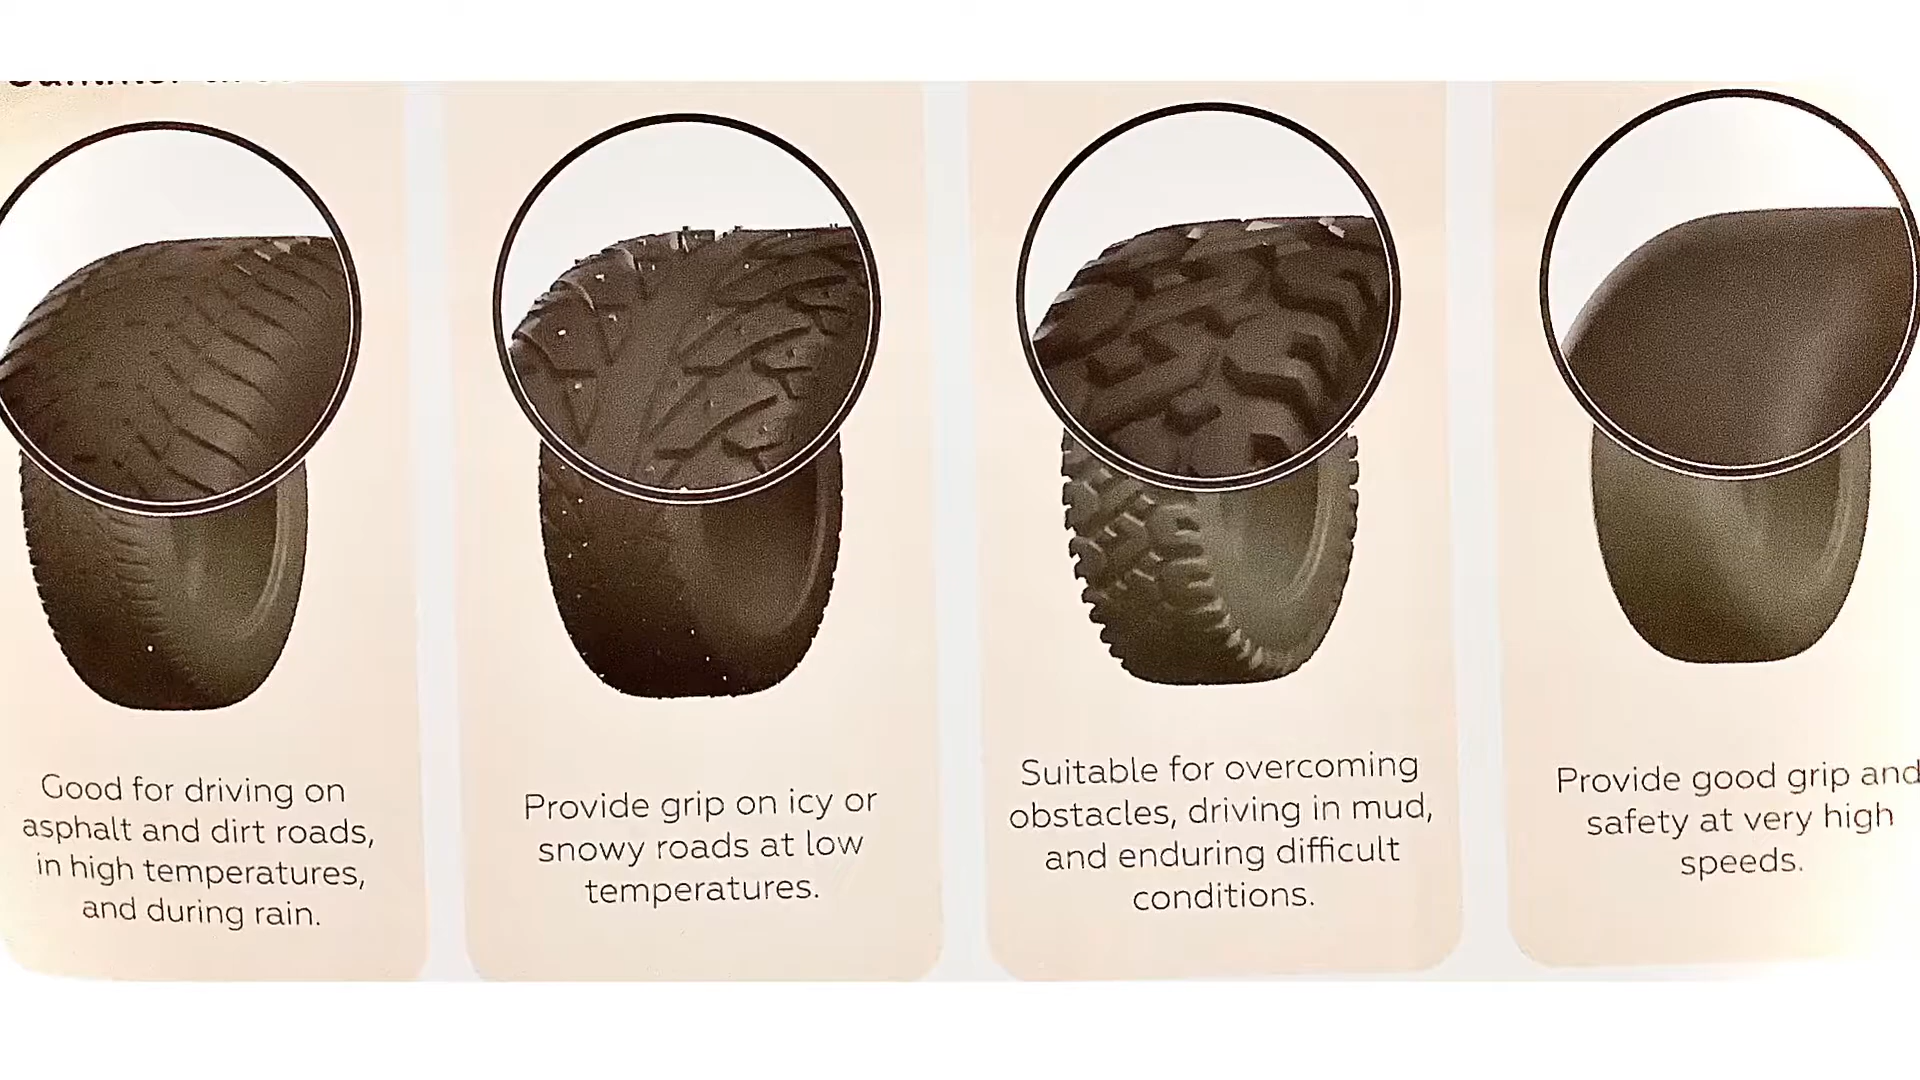 Good for driving on
asphalt and dirt roads,
in high temperatures,
and during rain.
Provide grip on icy or
snowy roads at low
temperatures.
Suitable for overcoming
obstacles, driving in mud,
and enduring difficult
conditions.
Provide good grip and
safety at very high
speeds.